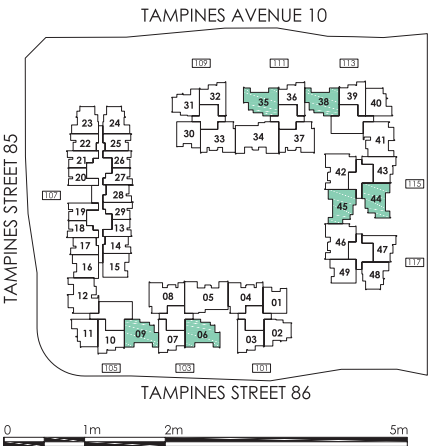 TAMPINES AVENUE 10
109 111 113
32 35 36 38 39 40
31
30 33 34 37 41
23 24
22 25
21 26
20 27
42 43
TAMPINES STREET 85
107
115
28
19 29
18 13
45 44
17 14
16 15
46 47
117
49 48
12 08 05 04 01
11 10 09 07 06 03 02
105 103 101
TAMPINES STREET 86
0 1m 2m 5m